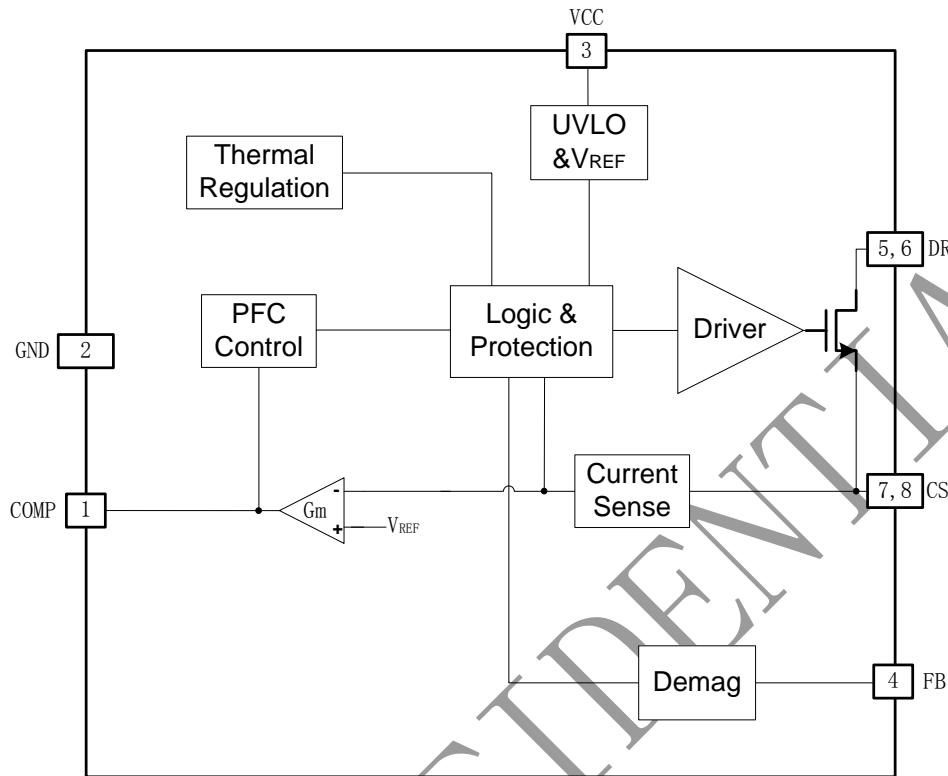 VCC
3
UVLO
&VREF
Thermal
Regulation
5,6
DR
PFC
Control
Logic &
Protection
Driver
GND
2
Current
Sense
7,8
CS
COMP
1
Gm
-
+
VREF
Demag
4
FB